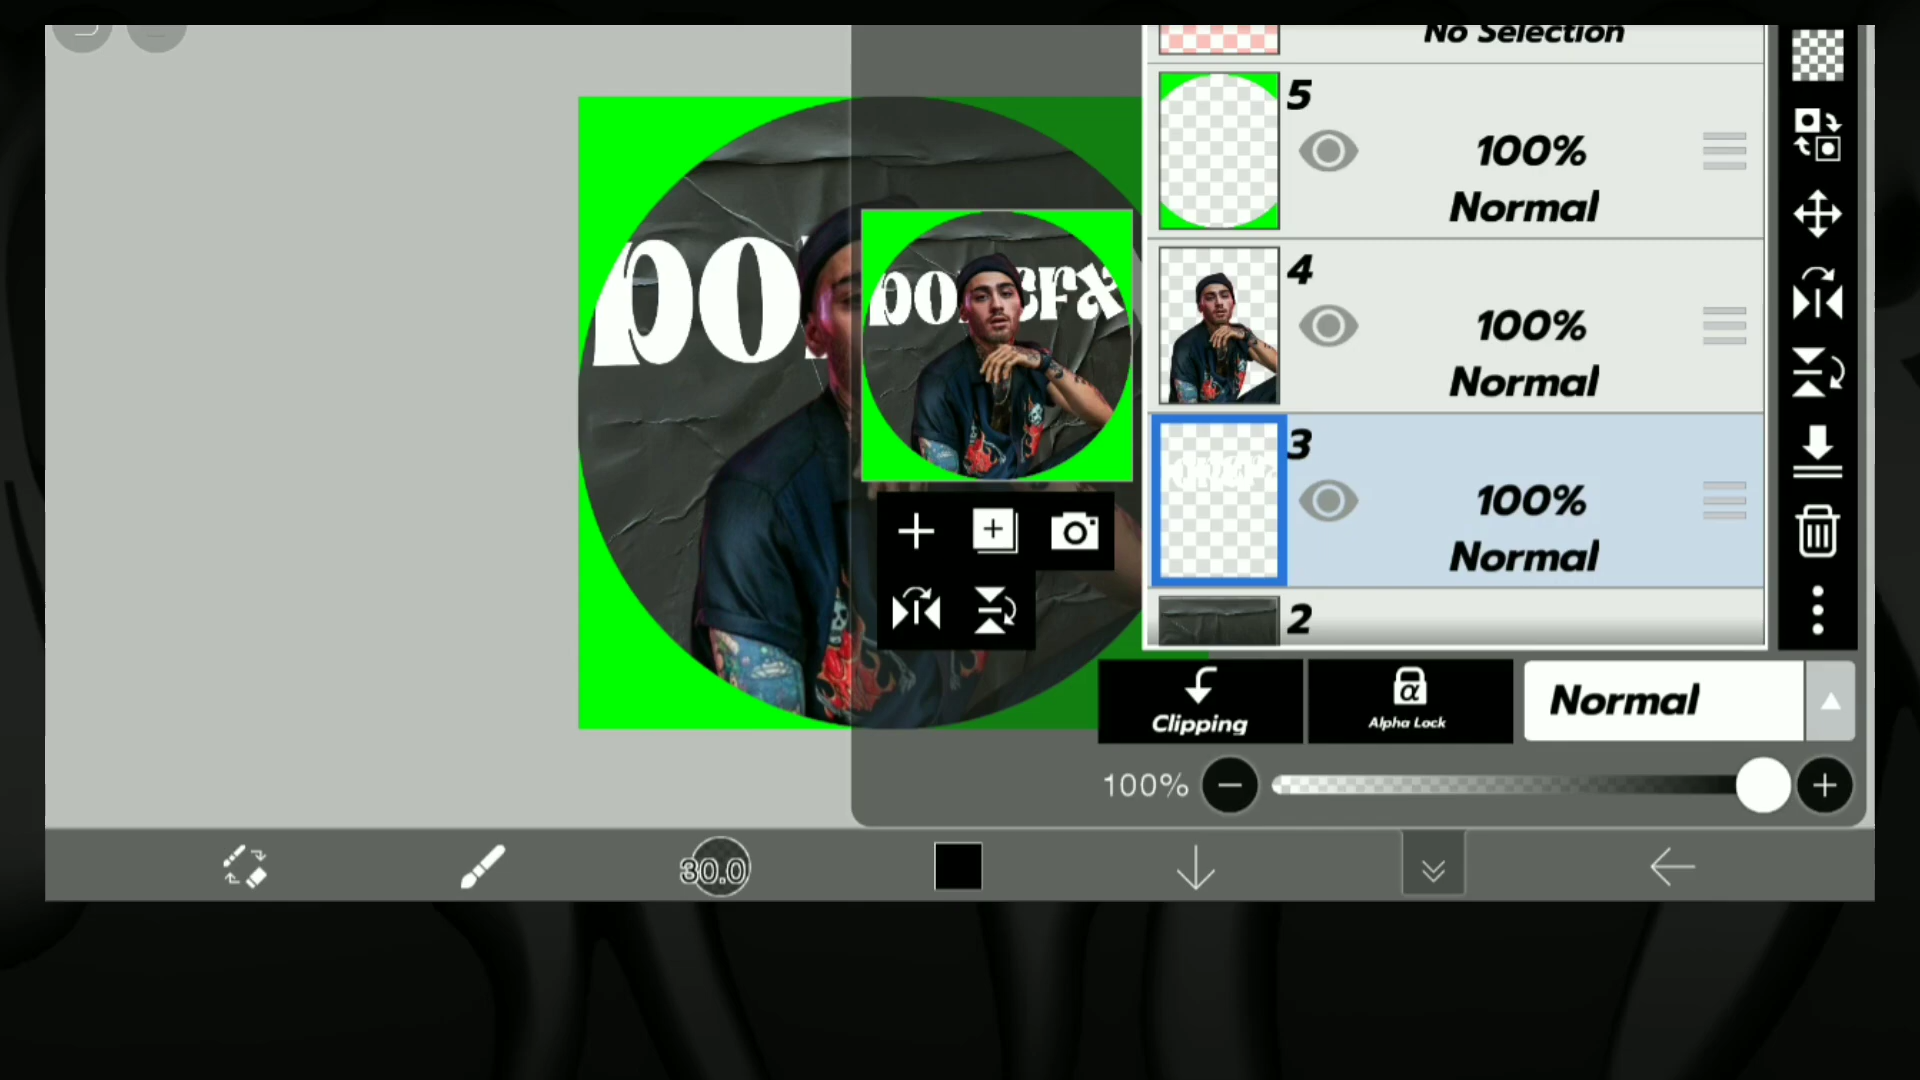 No Selection
5
100%
Normal
4
100%
Normal
3
100%
Normal
2
Clipping
Alpha Lock
Normal
100%
30.0